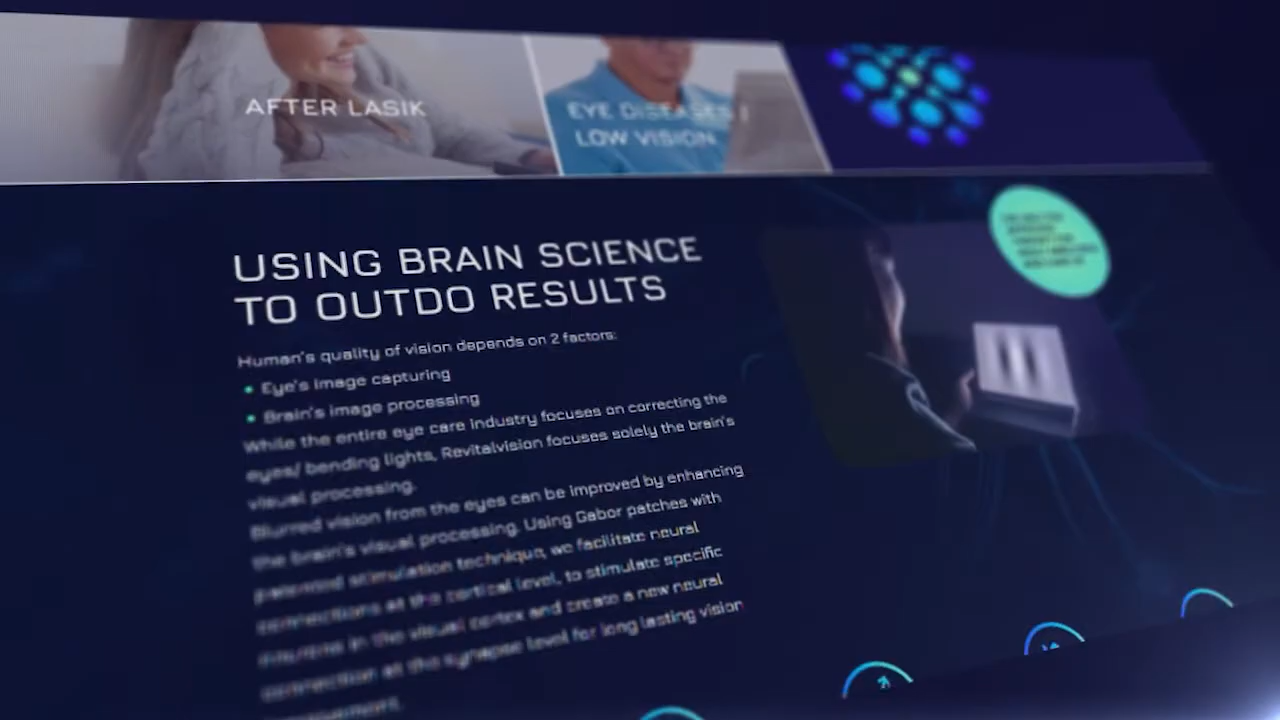 AFTER LASIK
EYE DISEASES |
LOW VISION
USING BRAIN SCIENCE
TO OUTDO RESULTS
Human's quality of vision depends on 2 factors:
• Eye's image capturing
• Brain's image processing
While the entire eye care industry focuses on correcting the
eyes/ bending lights, Revitalvision focuses solely the brain's
visual processing.
Blurred vision from the eyes can be improved by enhancing
the brain's visual processing. Using Gabor patches with
patented stimulation technique, we facilitate neural
connections at the cortical level, to stimulate specific
in the visual cortex and create a new neural
connection at the synapse level for long lasting vision